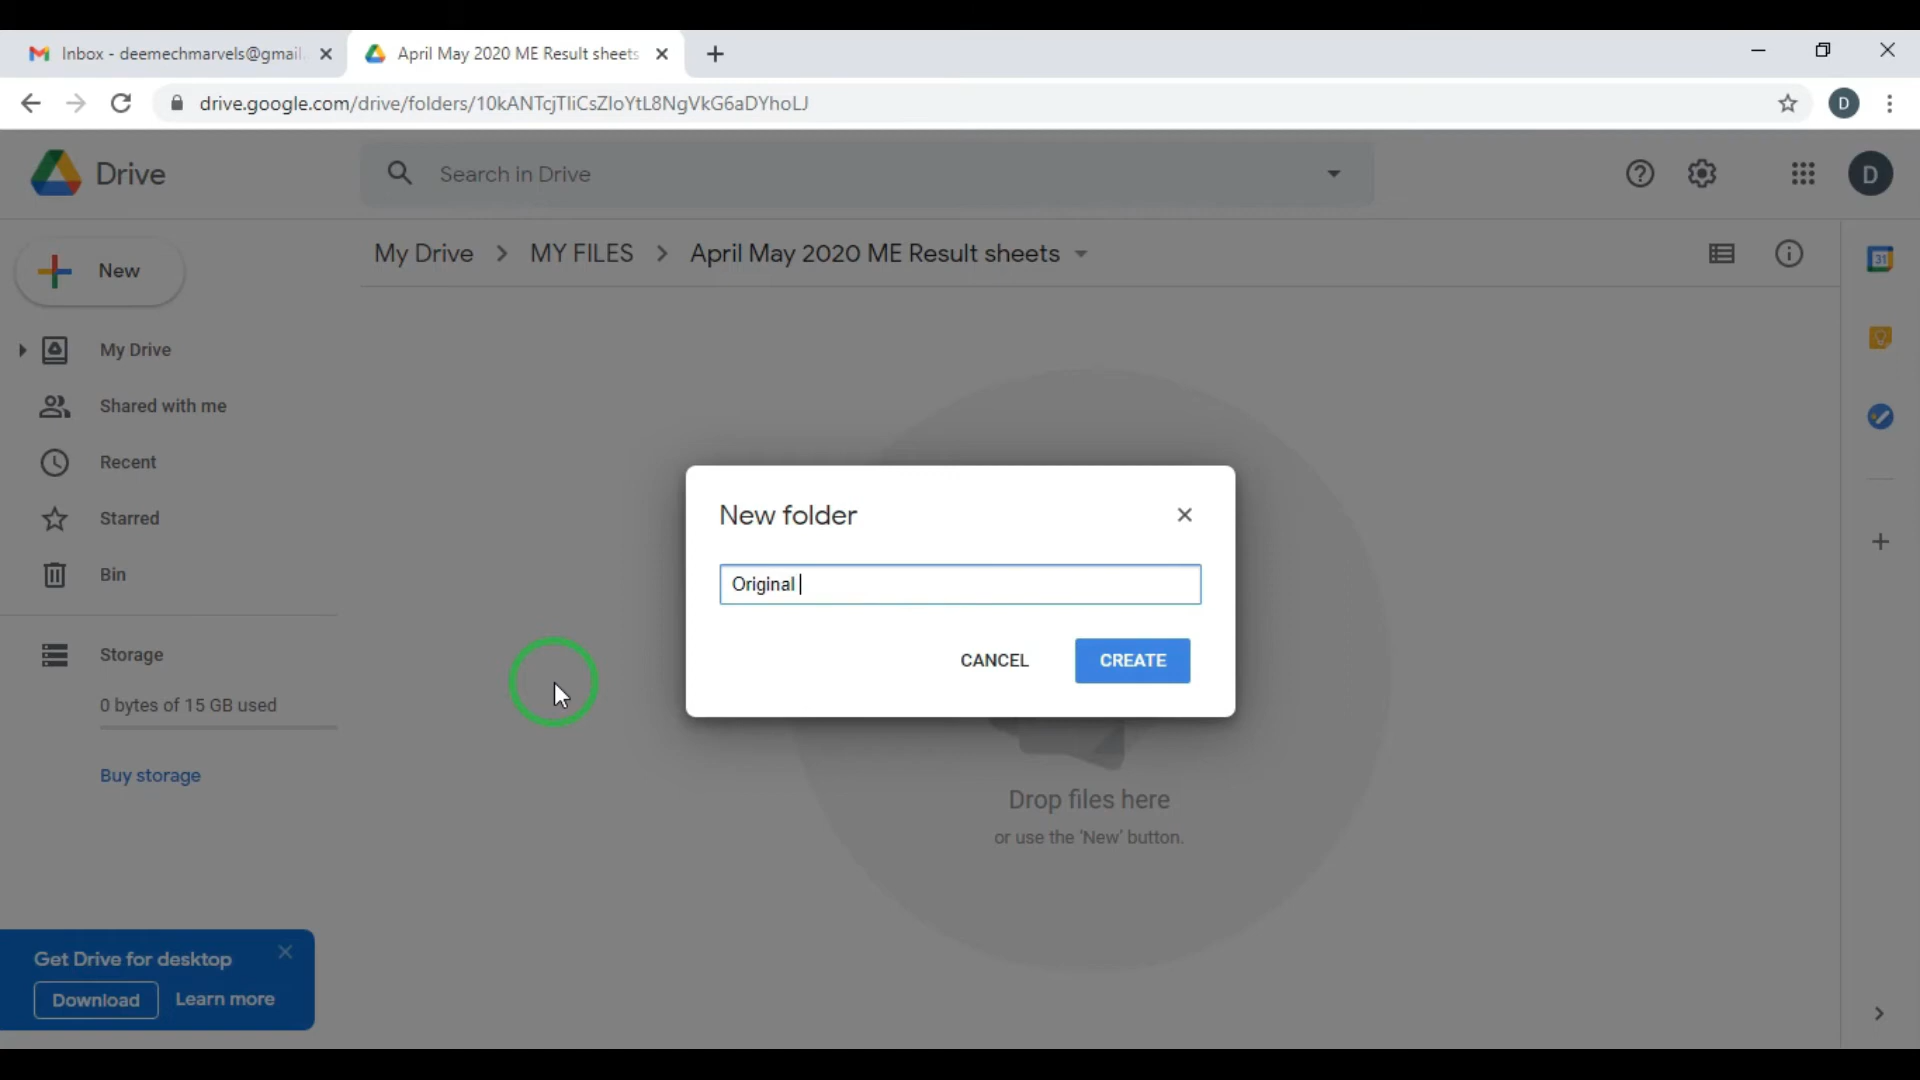 Inbox - deemechmarvels@gmail.
April May 2020 ME Result sheets
drive.google.com/drive/folders/10kANTcjTIiCsZIoYtL8NgVkG6aDYhoLJ
D
Drive
Search in Drive
D
New
My Drive > MY FILES > April May 2020 ME Result sheets
31
My Drive
Shared with me
Recent
Starred
Bin
Storage
0 bytes of 15 GB used
Buy storage
New folder
Original
CANCEL
CREATE
Drop files here
or use the 'New' button.
Get Drive for desktop
Download
Learn more